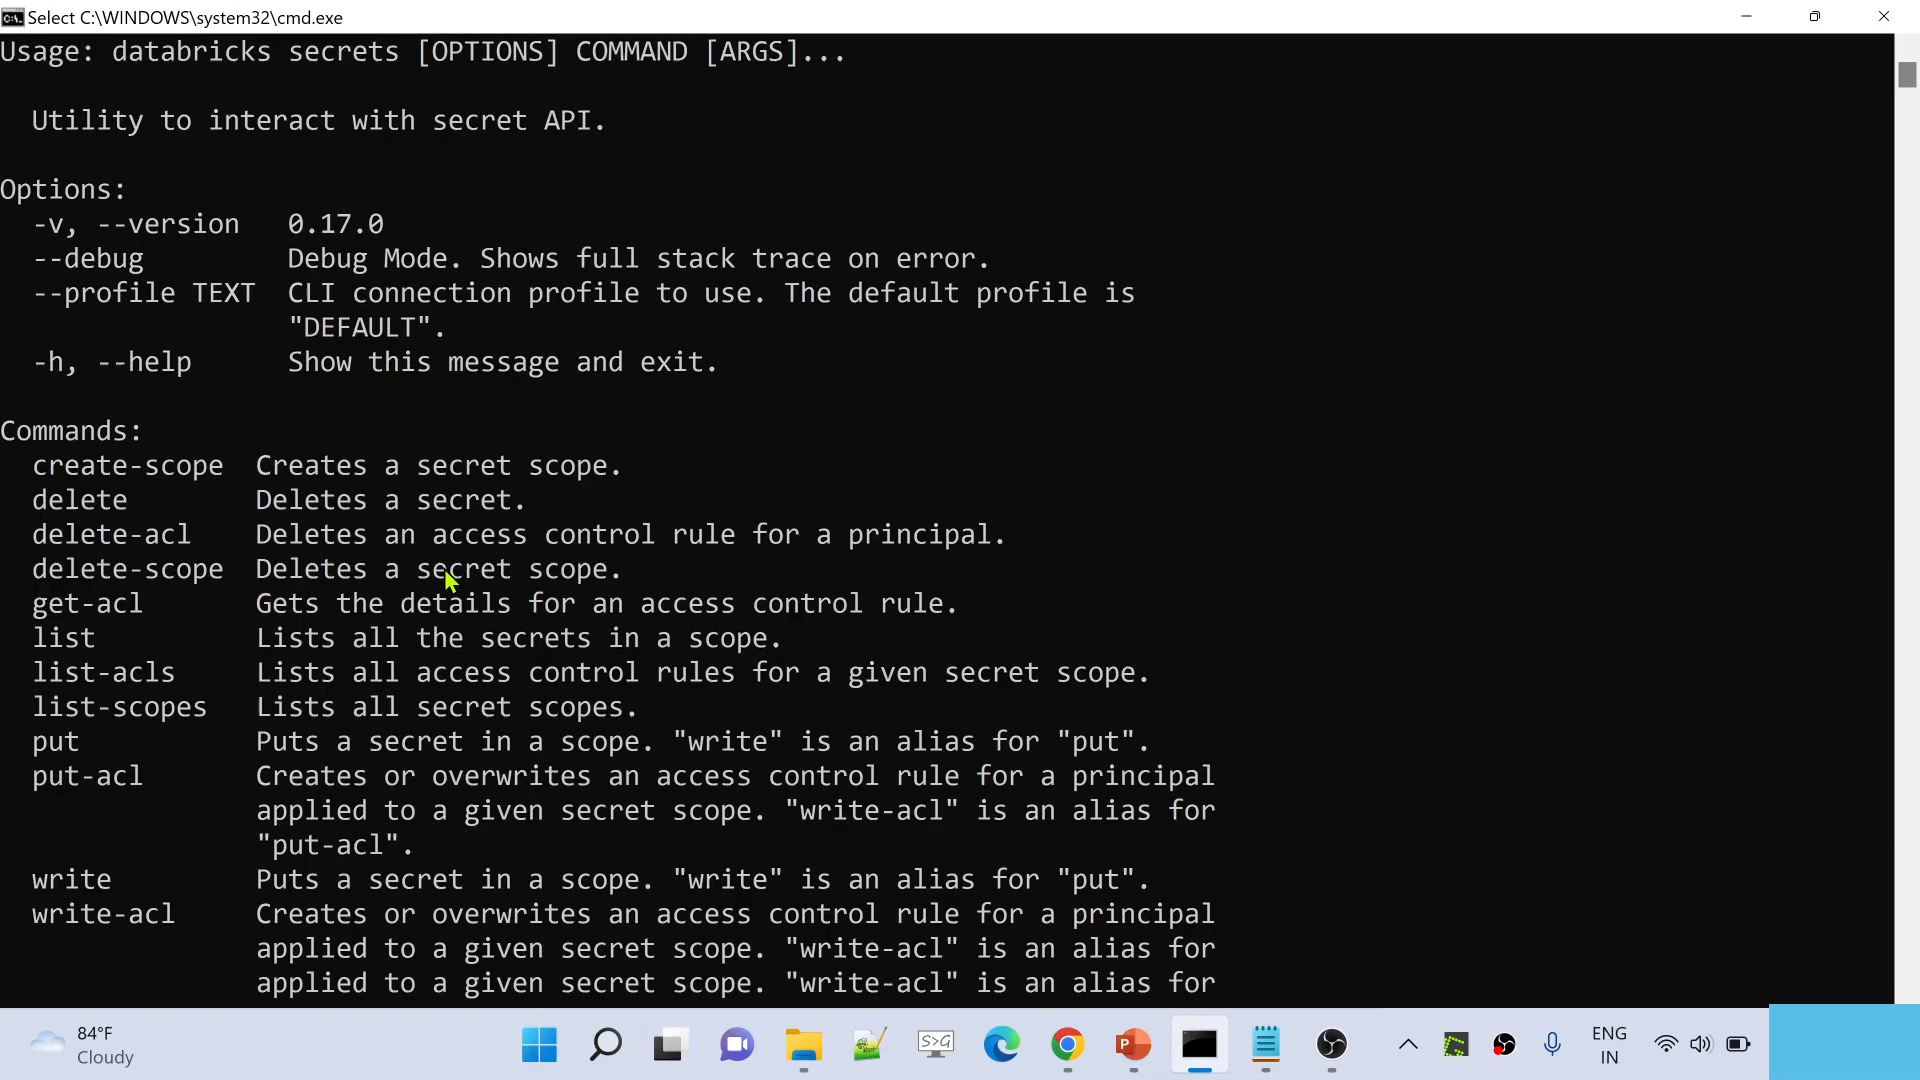 Select C:\WINDOWS\system32\cmd.exe
Usage: databricks secrets [OPTIONS] COMMAND [ARGS]...
Utility to interact with secret API.
Options:
-v, --version   0.17.0
--debug         Debug Mode. Shows full stack trace on error.
--profile TEXT  CLI connection profile to use. The default profile is
"DEFAULT".
-h, --help      Show this message and exit.
Commands:
create-scope  Creates a secret scope.
delete        Deletes a secret.
delete-acl    Deletes an access control rule for a principal.
delete-scope  Deletes a secret scope.
get-acl       Gets the details for an access control rule.
list          Lists all the secrets in a scope.
list-acls     Lists all access control rules for a given secret scope.
list-scopes   Lists all secret scopes.
put           Puts a secret in a scope. "write" is an alias for "put".
put-acl       Creates or overwrites an access control rule for a principal
applied to a given secret scope. "write-acl" is an alias for
"put-acl".
write         Puts a secret in a scope. "write" is an alias for "put".
write-acl     Creates or overwrites an access control rule for a principal
applied to a given secret scope. "write-acl" is an alias for
applied to a given secret scope. "write-acl" is an alias for
84°F
Cloudy
S>G
P
ENG
IN